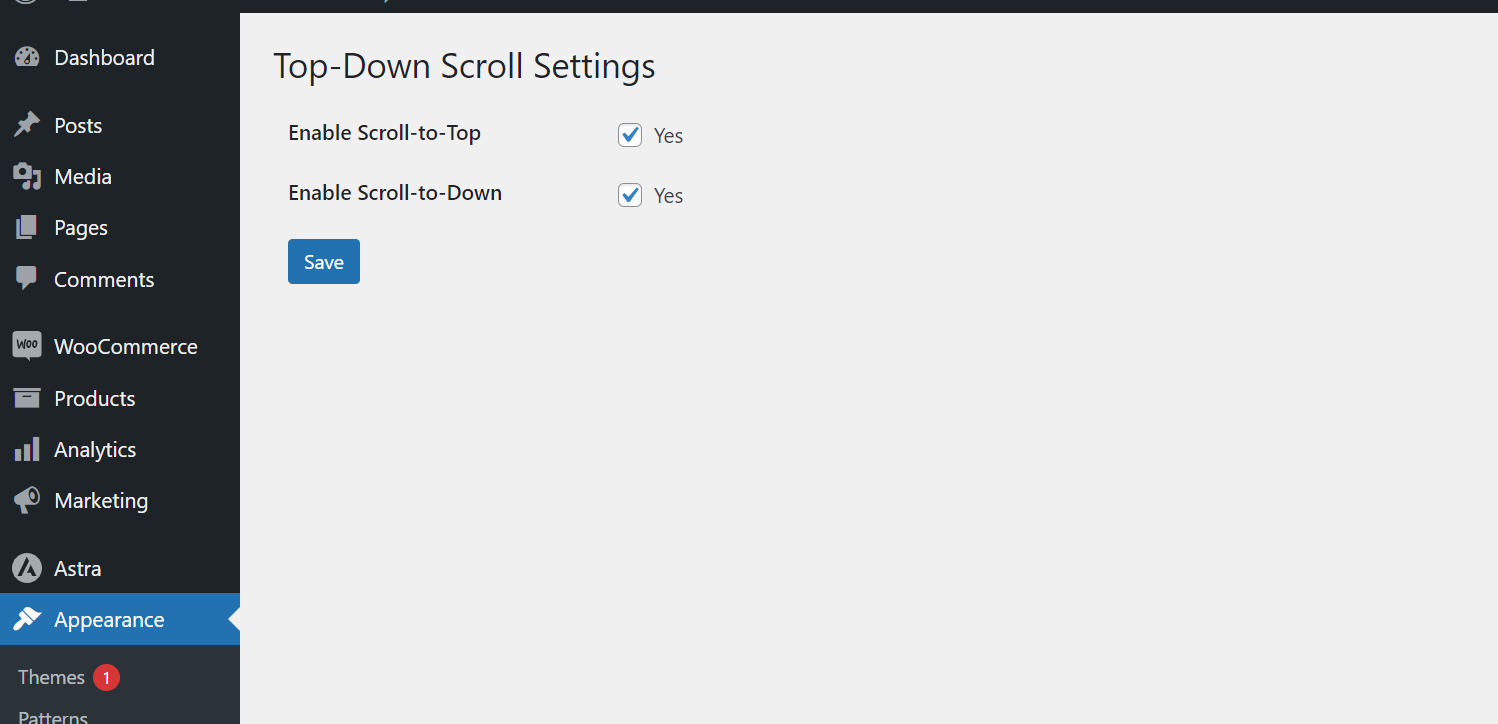 Dashboard
Posts
Media
Pages
Comments
Woo WooCommerce
Products
Analytics
Marketing
Astra
Appearance
Themes 1
Patterns
Top-Down Scroll Settings
Enable Scroll-to-Top Yes
Enable Scroll-to-Down Yes
Save